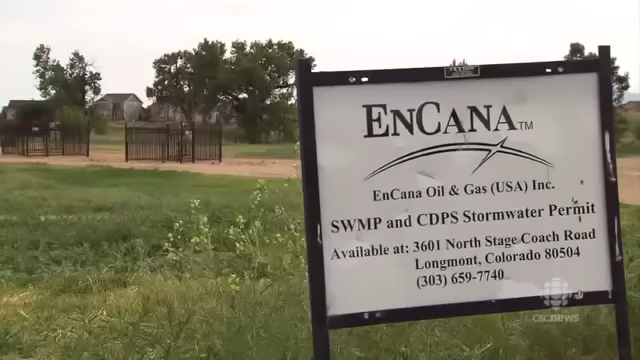 ENCANA™
EnCana Oil & Gas (USA) Inc.
SWMP and CDPS Stormwater Permit
Available at: 3601 North Stage Coach Road
Longmont, Colorado 80504
(303) 659-7740
cbcnews